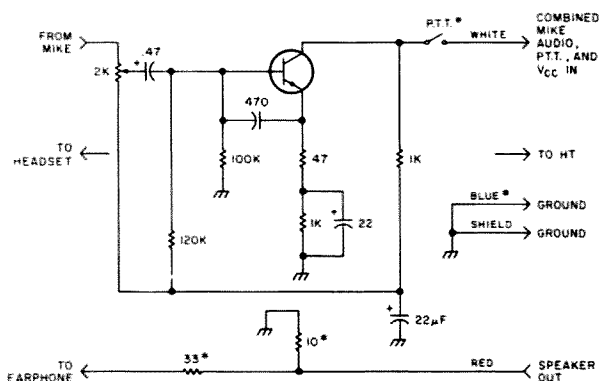 FROM
MIKE
.47
+
2K
TO
HEADSET
470
100K
120K
47
1K
+
22
P.T.T.*
WHITE
COMBINED
MIKE
AUDIO,
P.T.T., AND
VCC IN
1K
TO HT
BLUE*
GROUND
SHIELD
GROUND
+
22µF
10*
33*
TO
EARPHONE
RED
SPEAKER
OUT